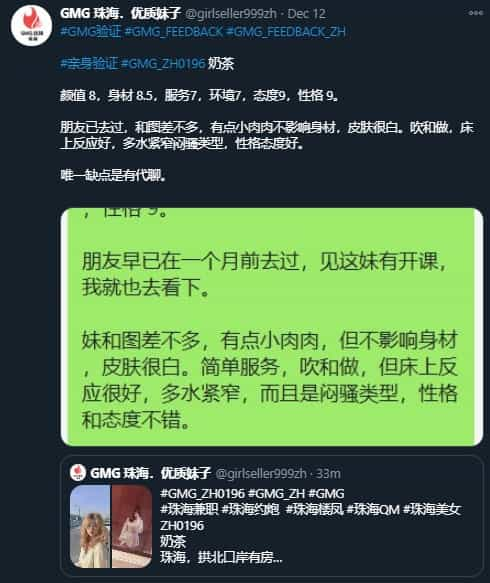 GMG 珠海．优质妹子 @girlseller999zh · Dec 12
#GMG验证 #GMG_FEEDBACK #GMG_FEEDBACK_ZH
#亲身验证 #GMG_ZH0196 奶茶
颜值 8，身材 8.5，服务7，环境7，态度9，性格 9。
朋友已去过，和图差不多，有点小肉肉不影响身材，皮肤很白。吹和做，床
上反应好，多水紧窄闷骚类型，性格态度好。
唯一缺点是有代聊。
，性格 9。
朋友早已在一个月前去过，见这妹有开课，
我就也去看下。
妹和图差不多，有点小肉肉，但不影响身材
，皮肤很白。简单服务，吹和做，但床上反
应很好，多水紧窄，而且是闷骚类型，性格
和态度不错。
GMG 珠海．优质妹子 @girlseller999zh · 33m
#GMG_ZH0196 #GMG_ZH #GMG
#珠海兼职 #珠海约炮 #珠海楼凤 #珠海QM #珠海美女
ZH0196
奶茶
珠海，拱北口岸有房...